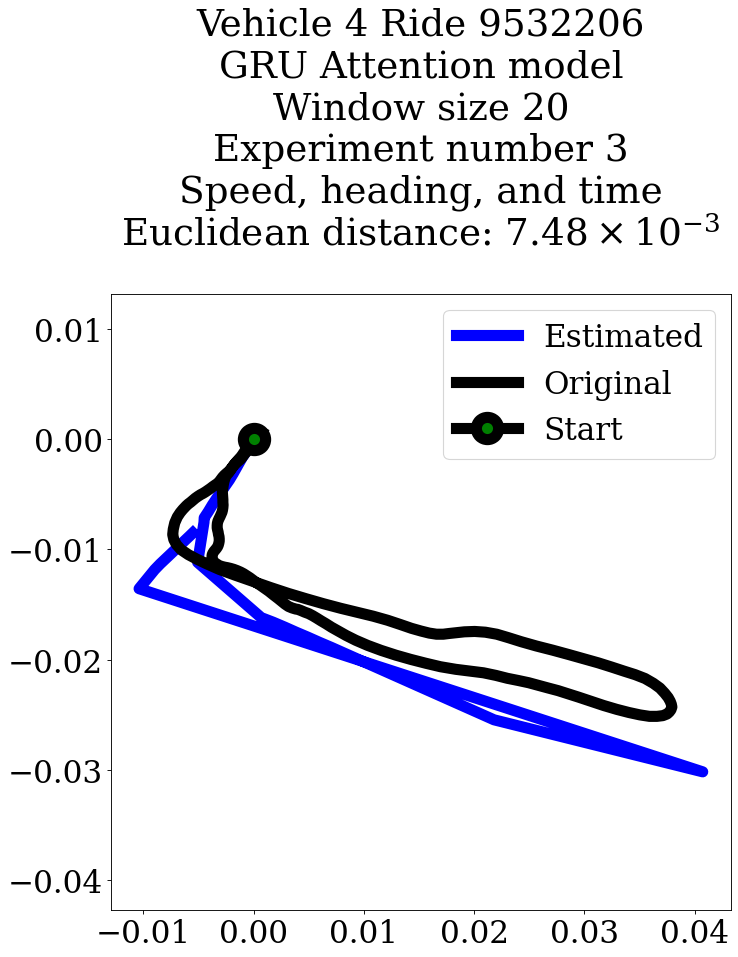 Vehicle 4 Ride 9532206
GRU Attention model
Window size 20
Experiment number 3
Speed, heading, and time
Euclidean distance: 7.48 × 10⁻³
Estimated
Original
Start
0.01
0.00
−0.01
−0.02
−0.03
−0.04
−0.01 0.00 0.01 0.02 0.03 0.04